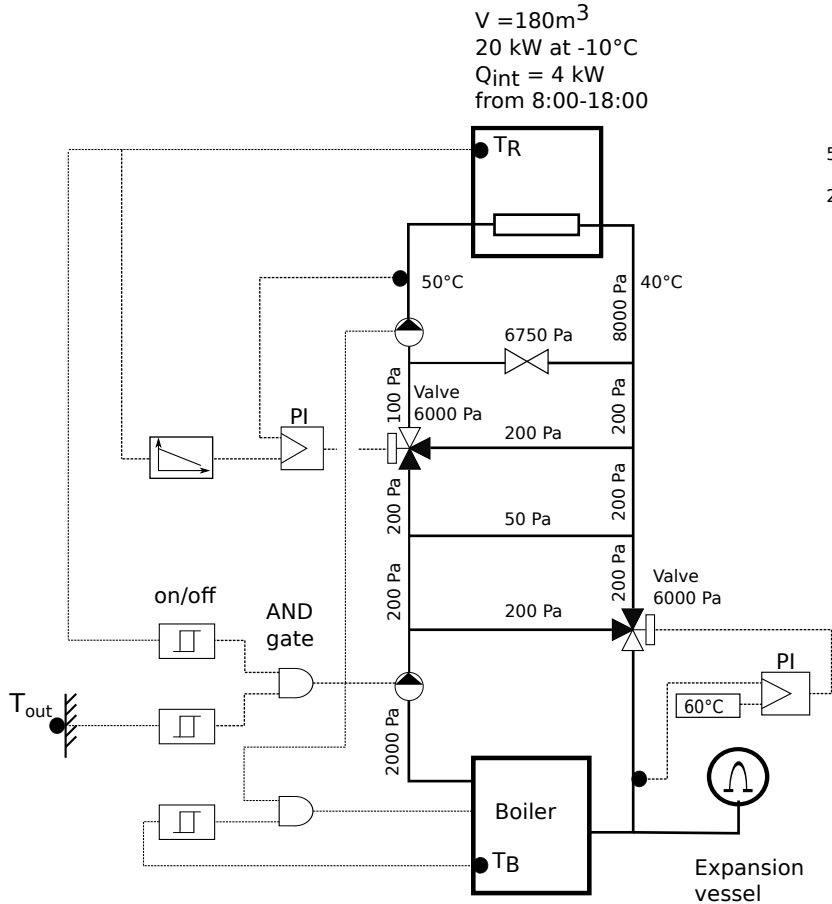 V =180m³
20 kW at -10°C
Qint = 4 kW
from 8:00-18:00
TR
5
2
50°C
40°C
8000 Pa
6750 Pa
100 Pa
Valve
6000 Pa
200 Pa
PI
200 Pa
200 Pa
200 Pa
50 Pa
200 Pa
200 Pa
Valve
6000 Pa
200 Pa
on/off
AND
gate
PI
60°C
Tout
2000 Pa
Boiler
TB
Expansion
vessel